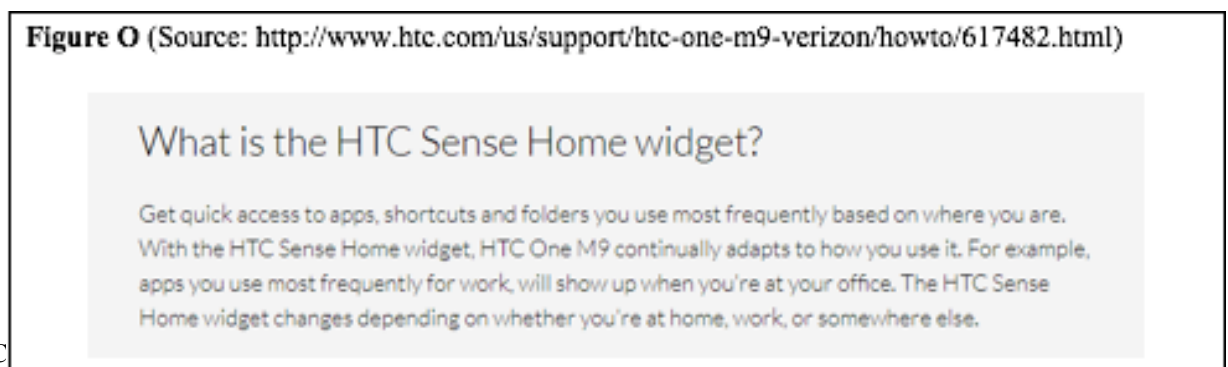 Figure O (Source: http://www.htc.com/us/support/htc-one-m9-verizon/howto/617482.html)
What is the HTC Sense Home widget?
Get quick access to apps, shortcuts and folders you use most frequently based on where you are.
With the HTC Sense Home widget, HTC One M9 continually adapts to how you use it. For example,
apps you use most frequently for work, will show up when you're at your office. The HTC Sense
Home widget changes depending on whether you're at home, work, or somewhere else.
C